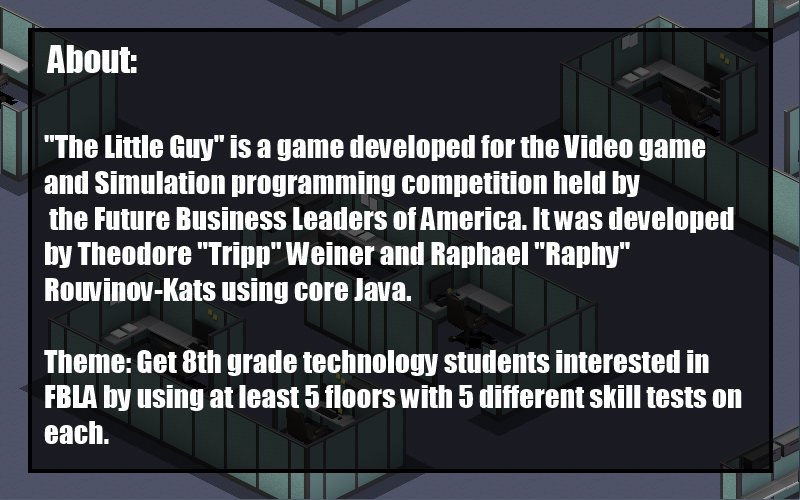 About:
"The Little Guy" is a game developed for the Video game
and Simulation programming competition held by
the Future Business Leaders of America. It was developed
by Theodore "Tripp" Weiner and Raphael "Raphy"
Rouvinov-Kats using core Java.
Theme: Get 8th grade technology students interested in
FBLA by using at least 5 floors with 5 different skill tests on
each.